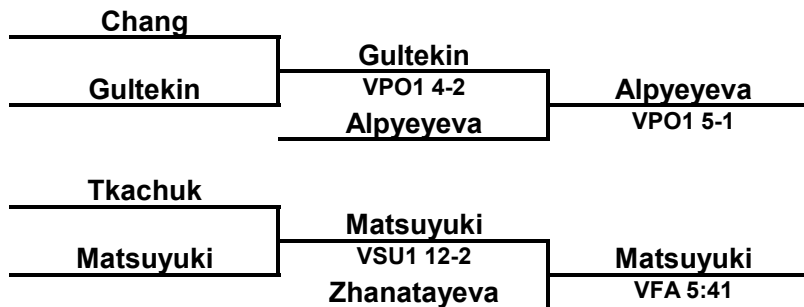 Chang
Gultekin
Gultekin
VPO1 4-2
Alpyeyeva
Alpyeyeva
VPO1 5-1
Tkachuk
Matsuyuki
Matsuyuki
VSU1 12-2
Zhanatayeva
Matsuyuki
VFA 5:41